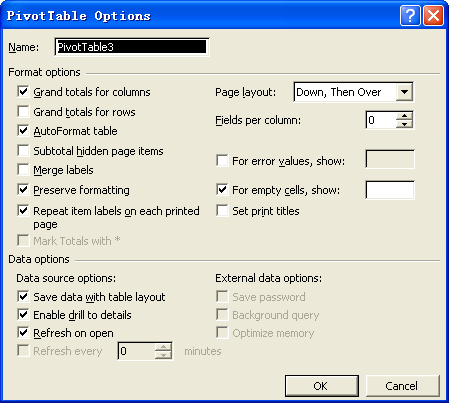 PivotTable Options
Name: PivotTable3
Format options
Grand totals for columns
Grand totals for rows
AutoFormat table
Subtotal hidden page items
Merge labels
Preserve formatting
Repeat item labels on each printed
page
Mark Totals with *
Page layout: Down, Then Over
Fields per column: 0
For error values, show:
For empty cells, show:
Set print titles
Data options
Data source options:
Save data with table layout
Enable drill to details
Refresh on open
Refresh every 0 minutes
External data options:
Save password
Background query
Optimize memory
OK
Cancel